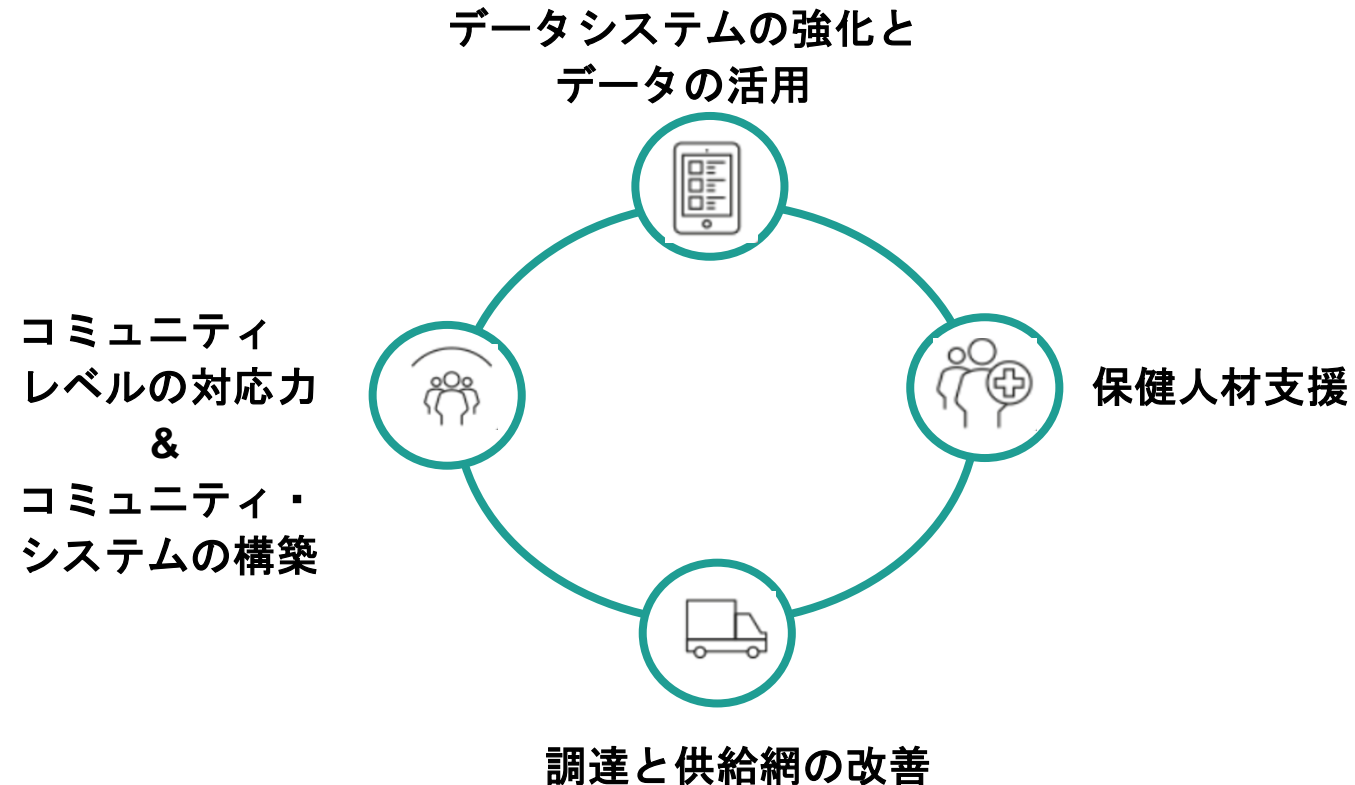 データシステムの強化と
データの活用
コミュニティ
レベルの対応力
&
コミュニティ・
システムの構築
保健人材支援
調達と供給網の改善